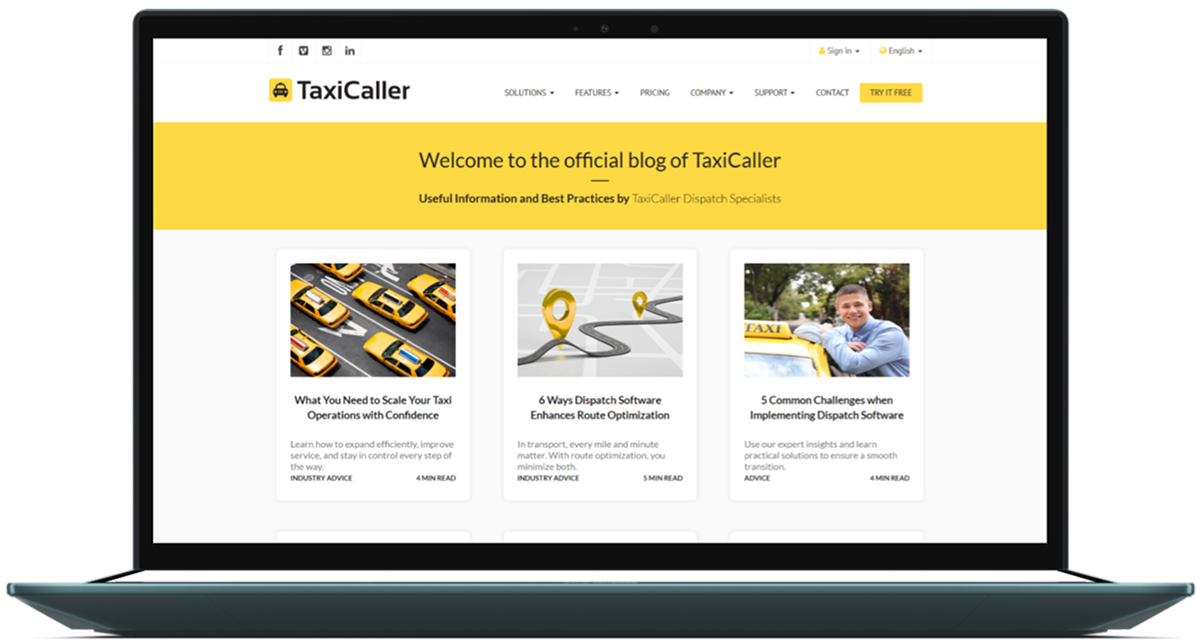 Sign in
English
TaxiCaller
SOLUTIONS
FEATURES
PRICING
COMPANY
SUPPORT
CONTACT
TRY IT FREE
Welcome to the official blog of TaxiCaller
Useful Information and Best Practices by TaxiCaller Dispatch Specialists
TAXI
What You Need to Scale Your Taxi
Operations with Confidence
Learn how to expand efficiently, improve
service, and stay in control every step of
the way.
INDUSTRY ADVICE
4 MIN READ
6 Ways Dispatch Software
Enhances Route Optimization
In transport, every mile and minute
matter. With route optimization, you
minimize both.
INDUSTRY ADVICE
5 MIN READ
5 Common Challenges when
Implementing Dispatch Software
Use our expert insights and learn
practical solutions to ensure a smooth
transition.
ADVICE
4 MIN READ